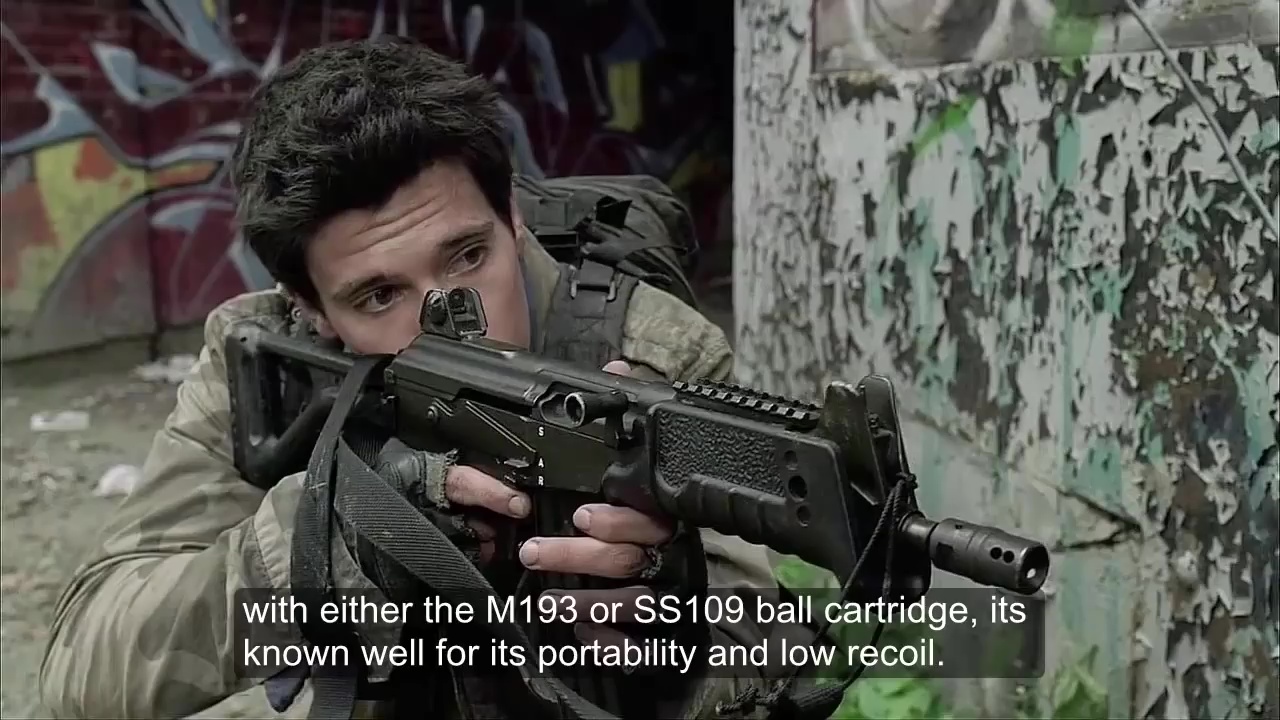 S
A
R
with either the M193 or SS109 ball cartridge, its
known well for its portability and low recoil.